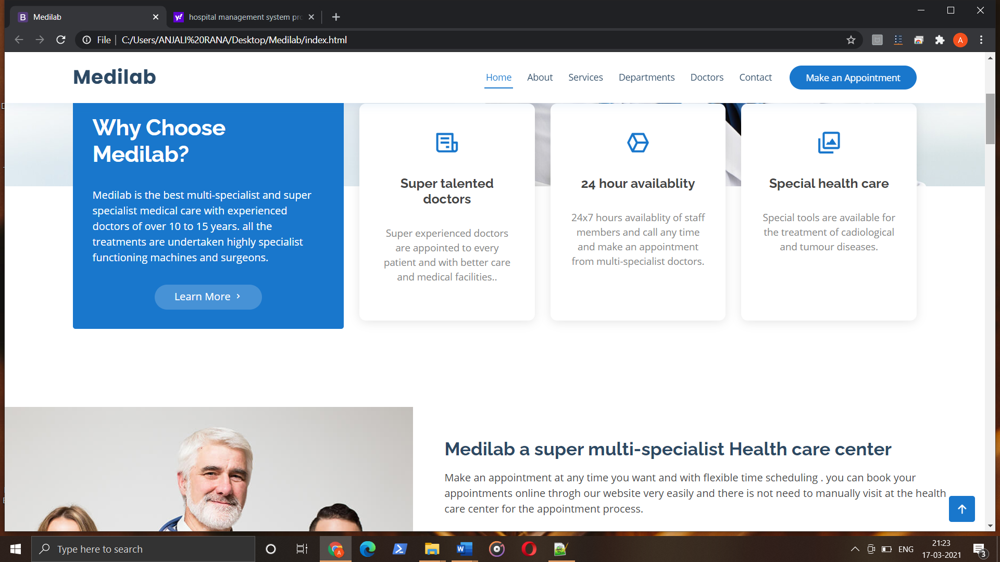 Medilab
hospital management system pro
File
C:/Users/ANJALI%20RANA/Desktop/Medilab/index.html
A
Medilab
Home
About
Services
Departments
Doctors
Contact
Make an Appointment
Why Choose
Medilab?
Medilab is the best multi-specialist and super
specialist medical care with experienced
doctors of over 10 to 15 years. all the
treatments are undertaken highly specialist
functioning machines and surgeons.
Learn More
Super talented
doctors
Super experienced doctors
are appointed to every
patient and with better care
and medical facilities..
24 hour availablity
24x7 hours availablity of staff
members and call any time
and make an appointment
from multi-specialist doctors.
Special health care
Special tools are available for
the treatment of cadiological
and tumour diseases.
Medilab a super multi-specialist Health care center
Make an appointment at any time you want and with flexible time scheduling . you can book your
appointments online throgh our website very easily and there is not need to manually visit at the health
care center for the appointment process.
Type here to search
ENG
21:23
17-03-2021
3